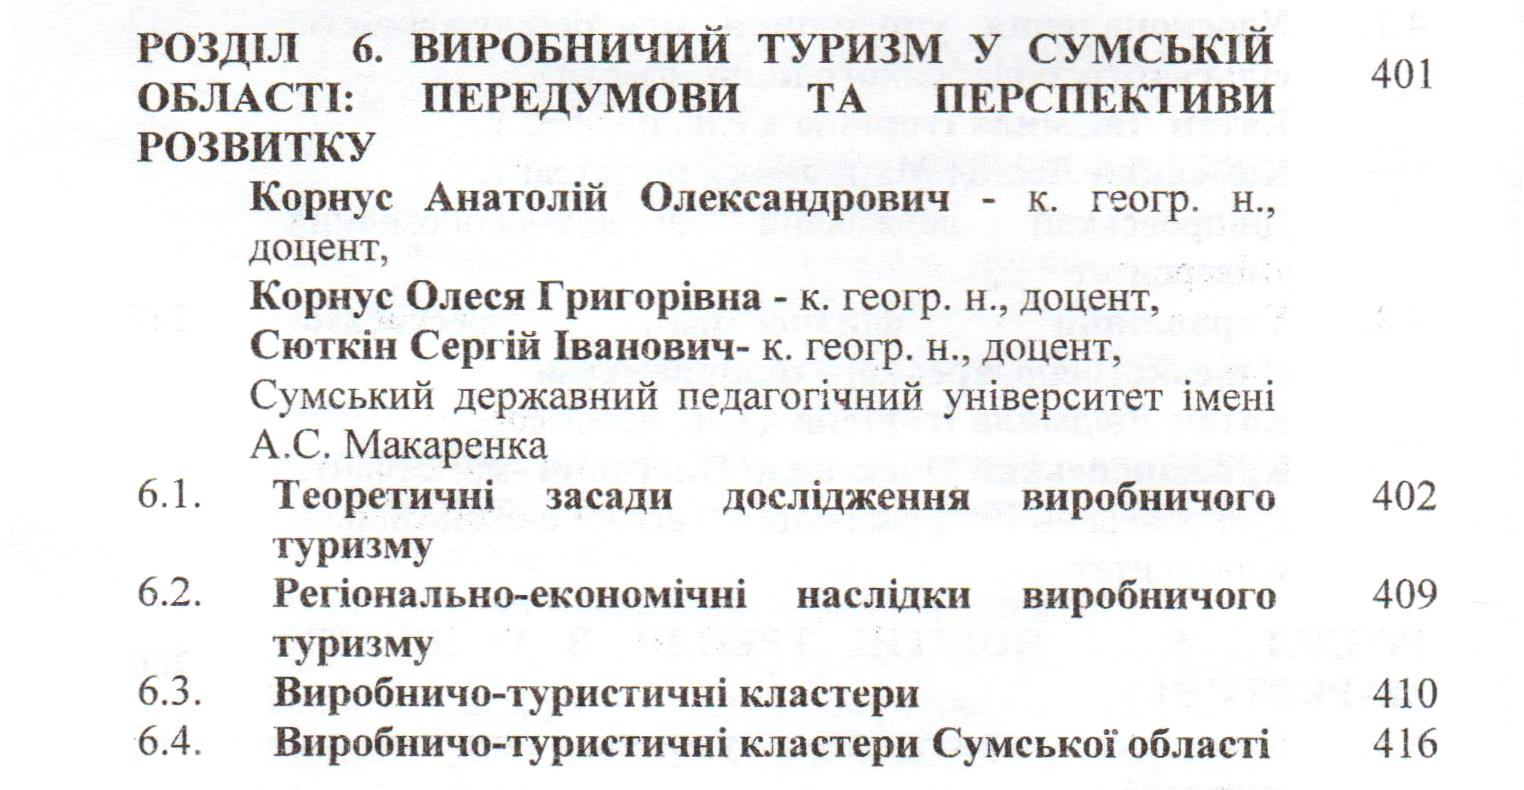 РОЗДІЛ 6. ВИРОБНИЧИЙ ТУРИЗМ У СУМСЬКІЙ 401
ОБЛАСТІ: ПЕРЕДУМОВИ ТА ПЕРСПЕКТИВИ
РОЗВИТКУ
Корнус Анатолій Олександрович - к. геогр. н.,
доцент,
Корнус Олеся Григорівна - к. геогр. н., доцент,
Сюткін Сергій Іванович- к. геогр. н., доцент,
Сумський державний педагогічний університет імені
А.С. Макаренка
6.1. Теоретичні засади дослідження виробничого 402
туризму
6.2. Регіонально-економічні наслідки виробничого 409
туризму
6.3. Виробничо-туристичні кластери 410
6.4. Виробничо-туристичні кластери Сумської області 416